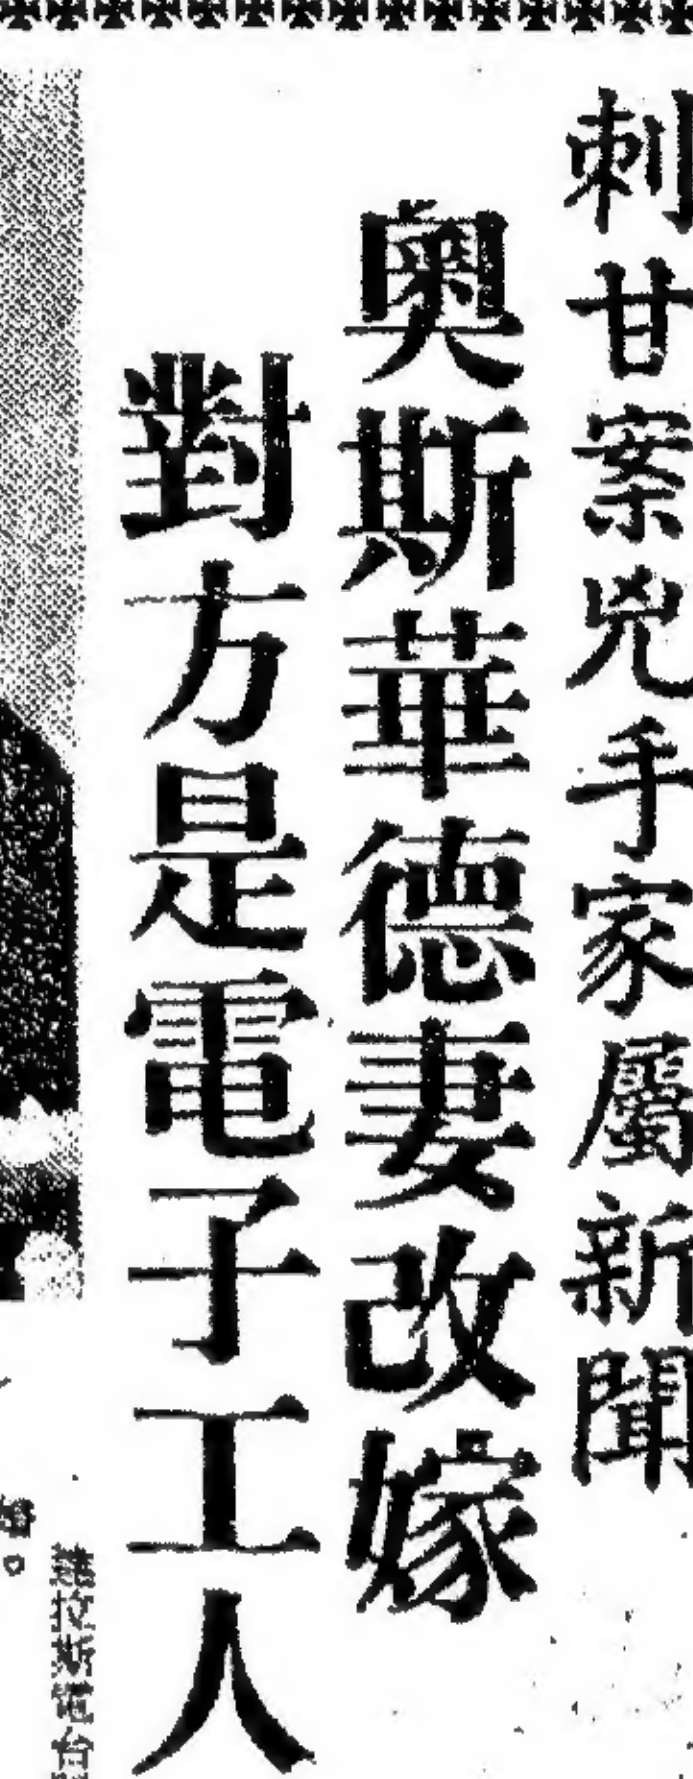 刺甘案兇手家屬新聞
奧斯華德妻改嫁
對方是電子工人